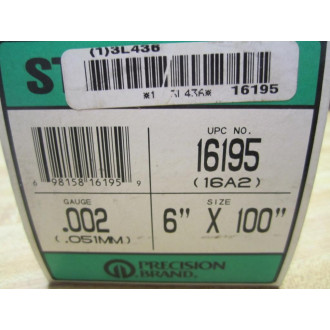 (1)3L436
ST
*1 3L436* 16195
UPC NO.
16195
(16A2)
6 98158 16195 9
GAUGE
.002
(.051MM)
SIZE
6" X 100"
PRECISION
BRAND®